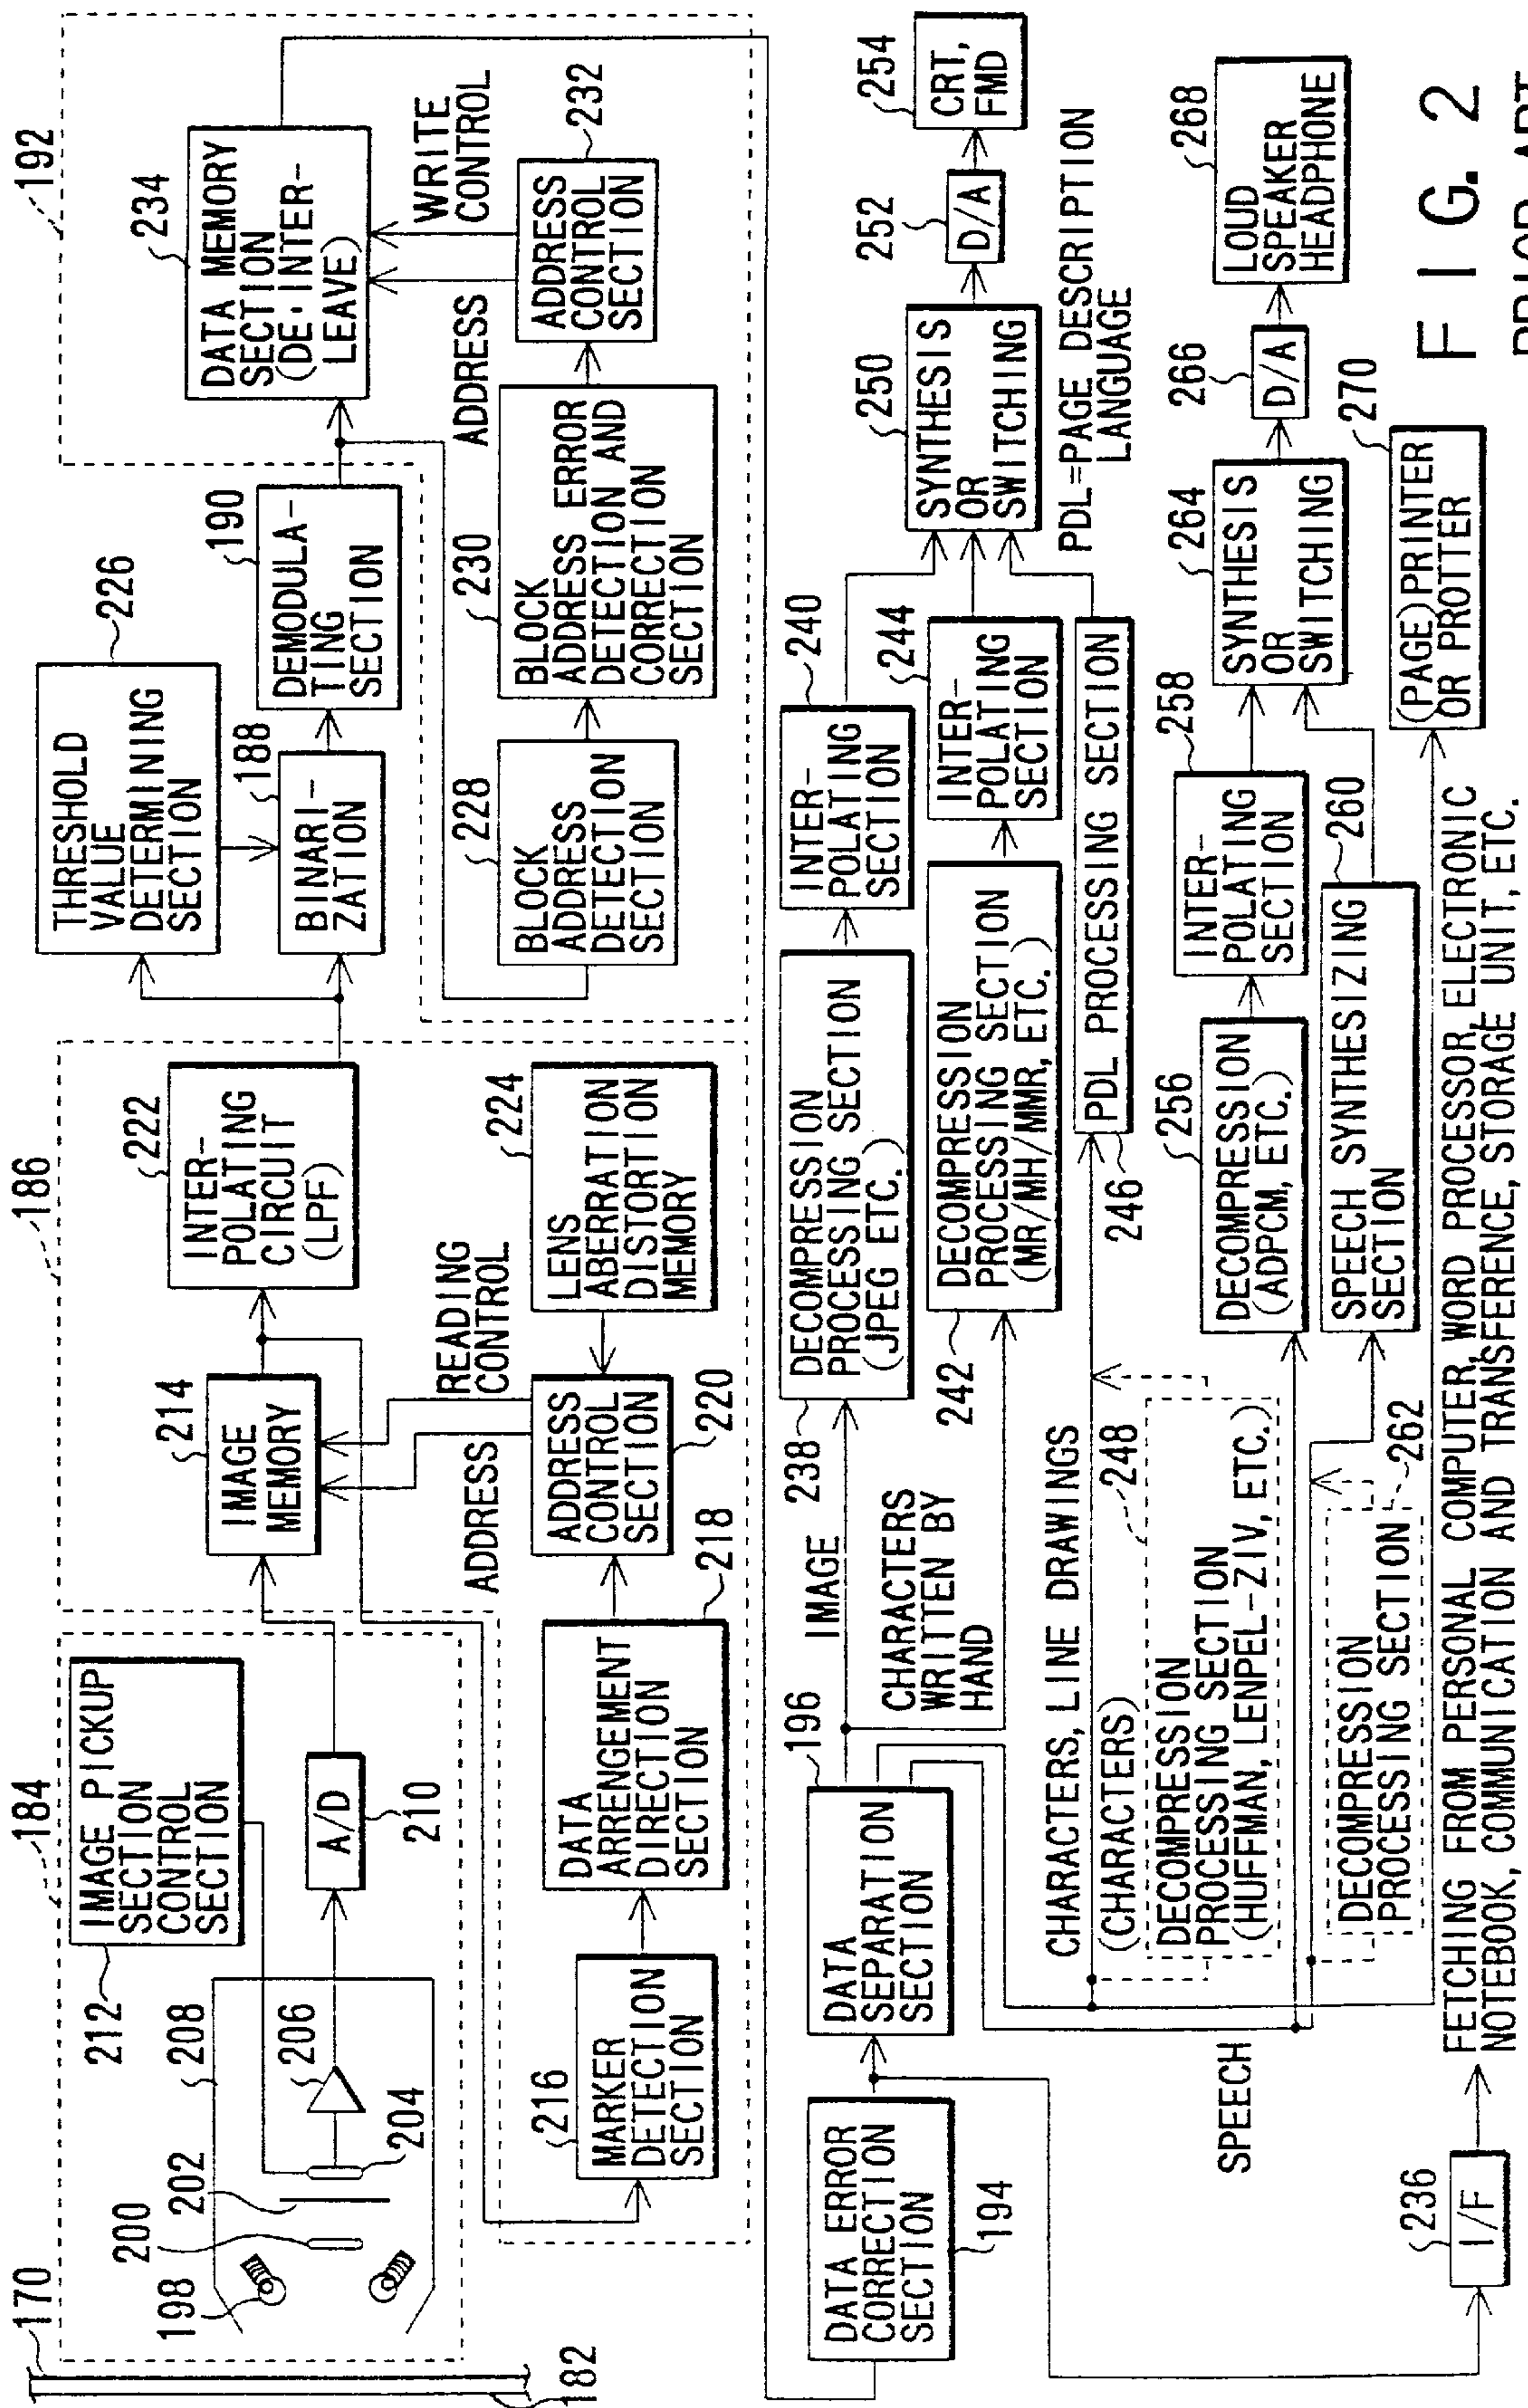 170
182
184
198
200
202
204
206
208
212
IMAGE PICKUP
SECTION
CONTROL
SECTION
A/D
210
186
214
IMAGE
MEMORY
222
INTER-
POLATING
CIRCUIT
(LPF)
READING
CONTROL
ADDRESS
224
LENS
ABERRATION
DISTORTION
MEMORY
ADDRESS
CONTROL
SECTION
220
218
DATA
ARRENGEMENT
DIRECTION
SECTION
216
MARKER
DETECTION
SECTION
226
THRESHOLD
VALUE
DETERMINING
SECTION
188
BINARI-
ZATION
190
DEMODULA-
TING
SECTION
192
234
DATA MEMORY
SECTION
(DE·INTER-
LEAVE)
WRITE
CONTROL
ADDRESS
232
ADDRESS
CONTROL
SECTION
230
BLOCK
ADDRESS ERROR
DETECTION AND
CORRECTION
SECTION
228
BLOCK
ADDRESS
DETECTION
SECTION
DATA ERROR
CORRECTION
SECTION
194
196
DATA
SEPARATION
SECTION
IMAGE
238
DECOMPRESSION
PROCESSING SECTION
(JPEG ETC.)
240
INTER-
POLATING
SECTION
CHARACTERS
WRITTEN BY
HAND
242
DECOMPRESSION
PROCESSING SECTION
(MR/MH/MMR, ETC.)
244
INTER-
POLATING
SECTION
250
SYNTHESIS
OR
SWITCHING
252
D/A
254
CRT,
FMD
CHARACTERS, LINE DRAWINGS
PDL PROCESSING SECTION
246
PDL=PAGE DESCRIPTION
LANGUAGE
(CHARACTERS)
248
DECOMPRESSION
PROCESSING SECTION
(HUFFMAN, LENPEL-ZIV, ETC.)
SPEECH
256
DECOMPRESSION
(ADPCM, ETC.)
258
INTER-
POLATING
SECTION
264
SYNTHESIS
OR
SWITCHING
266
D/A
268
LOUD
SPEAKER
HEADPHONE
260
SPEECH SYNTHESIZING
SECTION
262
DECOMPRESSION
PROCESSING SECTION
270
(PAGE) PRINTER
OR PROTTER
236
I/F
FETCHING FROM PERSONAL COMPUTER, WORD PROCESSOR, ELECTRONIC
NOTEBOOK, COMMUNICATION AND TRANSFERENCE, STORAGE UNIT, ETC.
FIG. 2
PRIOR ART